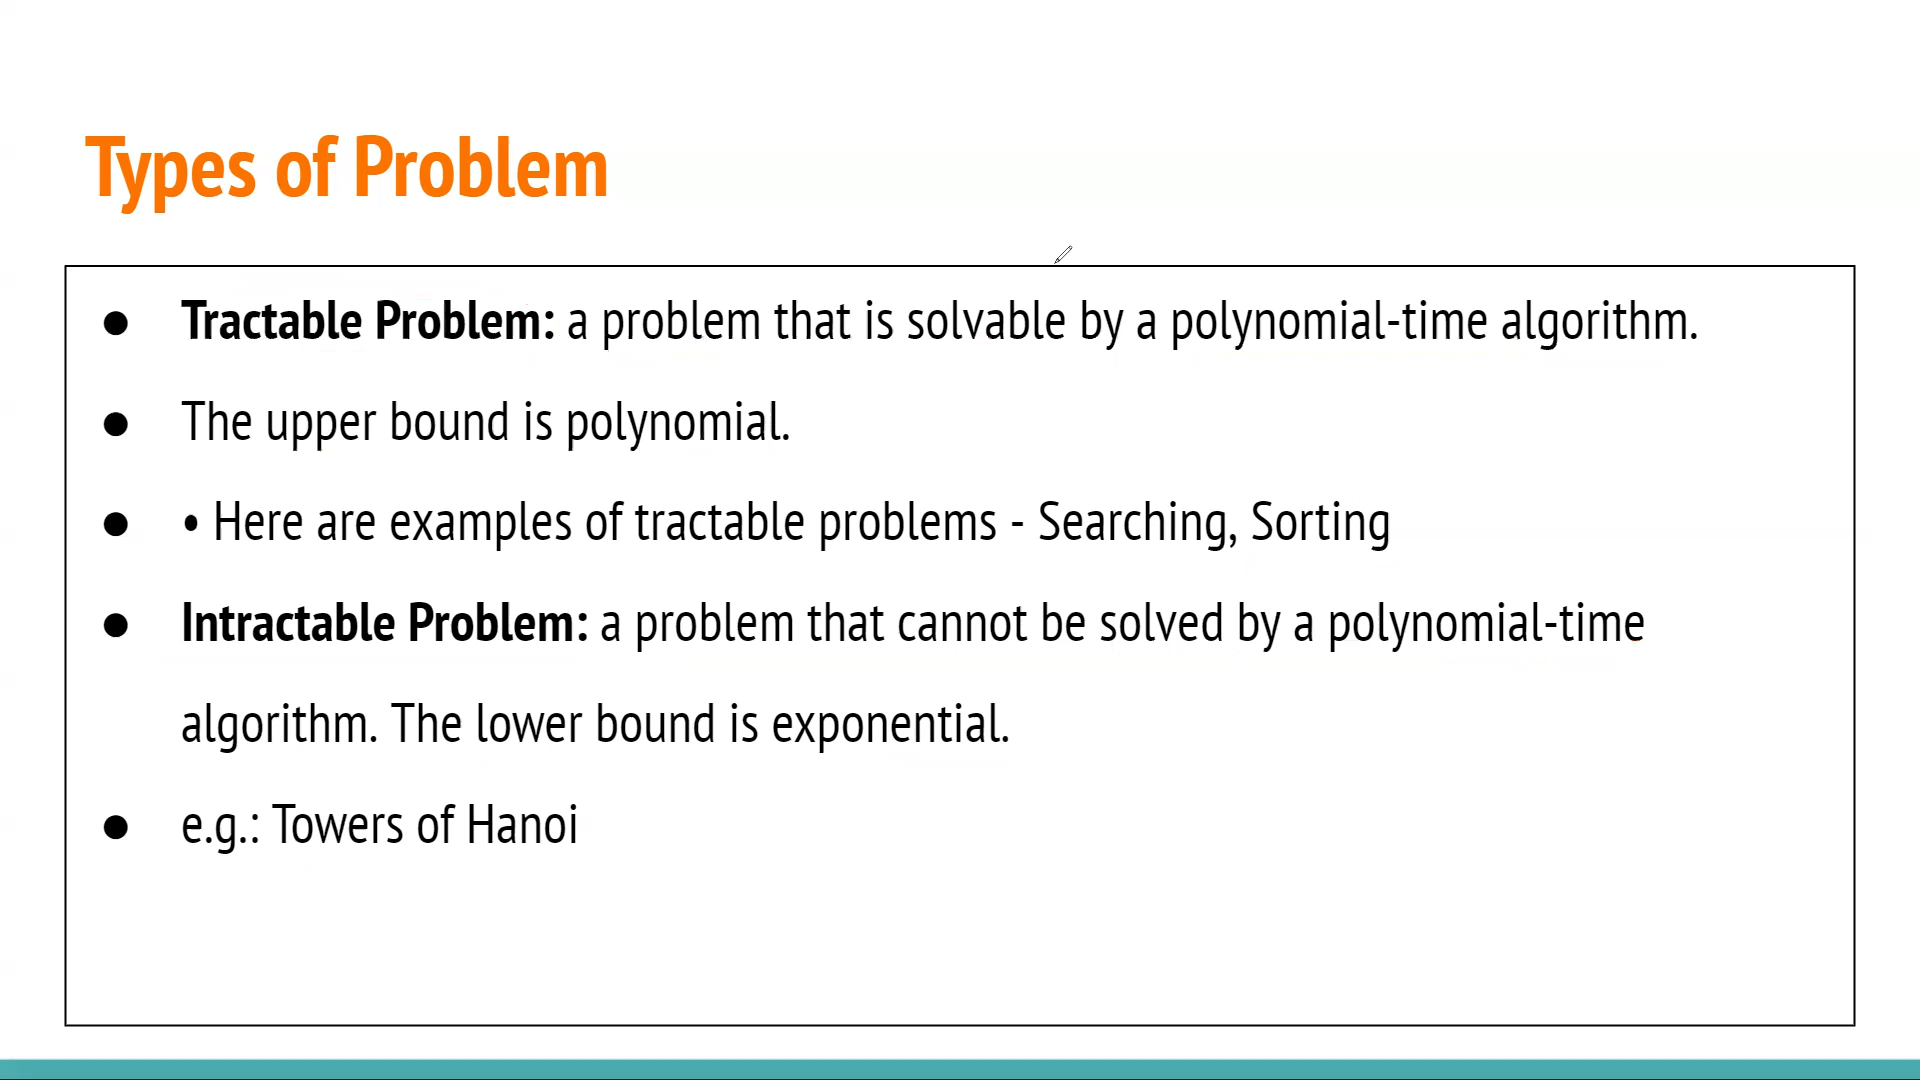 Types of Problem
● Tractable Problem: a problem that is solvable by a polynomial-time algorithm.
● The upper bound is polynomial.
● • Here are examples of tractable problems - Searching, Sorting
● Intractable Problem: a problem that cannot be solved by a polynomial-time
algorithm. The lower bound is exponential.
● e.g.: Towers of Hanoi